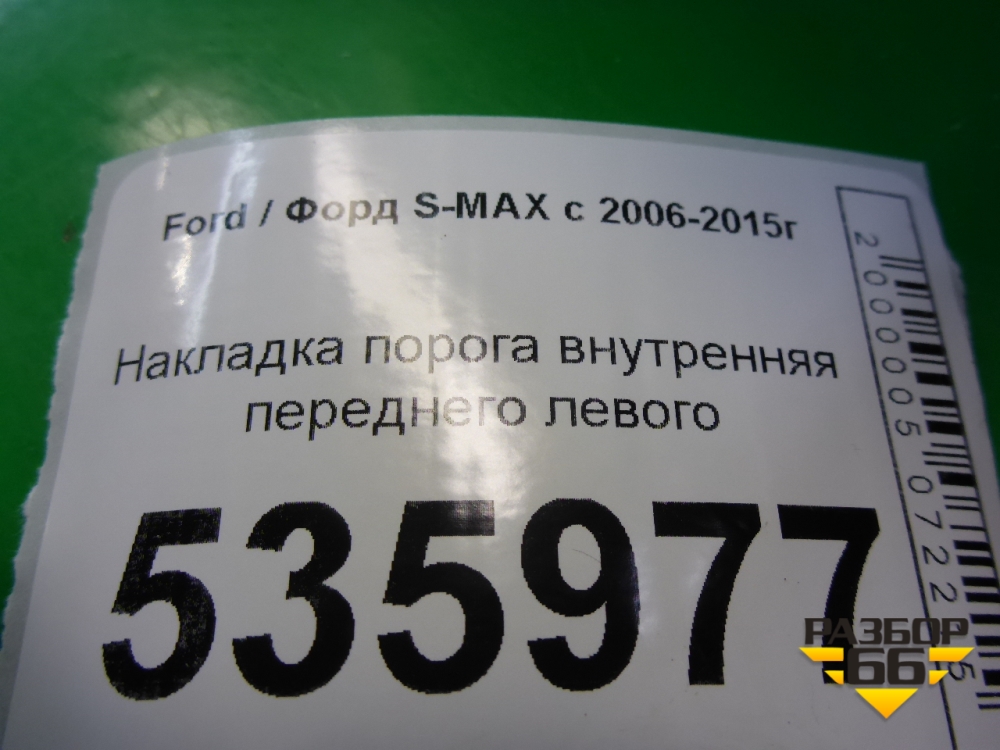 Ford / Форд S-MAX с 2006-2015г
Накладка порога внутренняя
переднего левого
535977
РАЗБОР
66